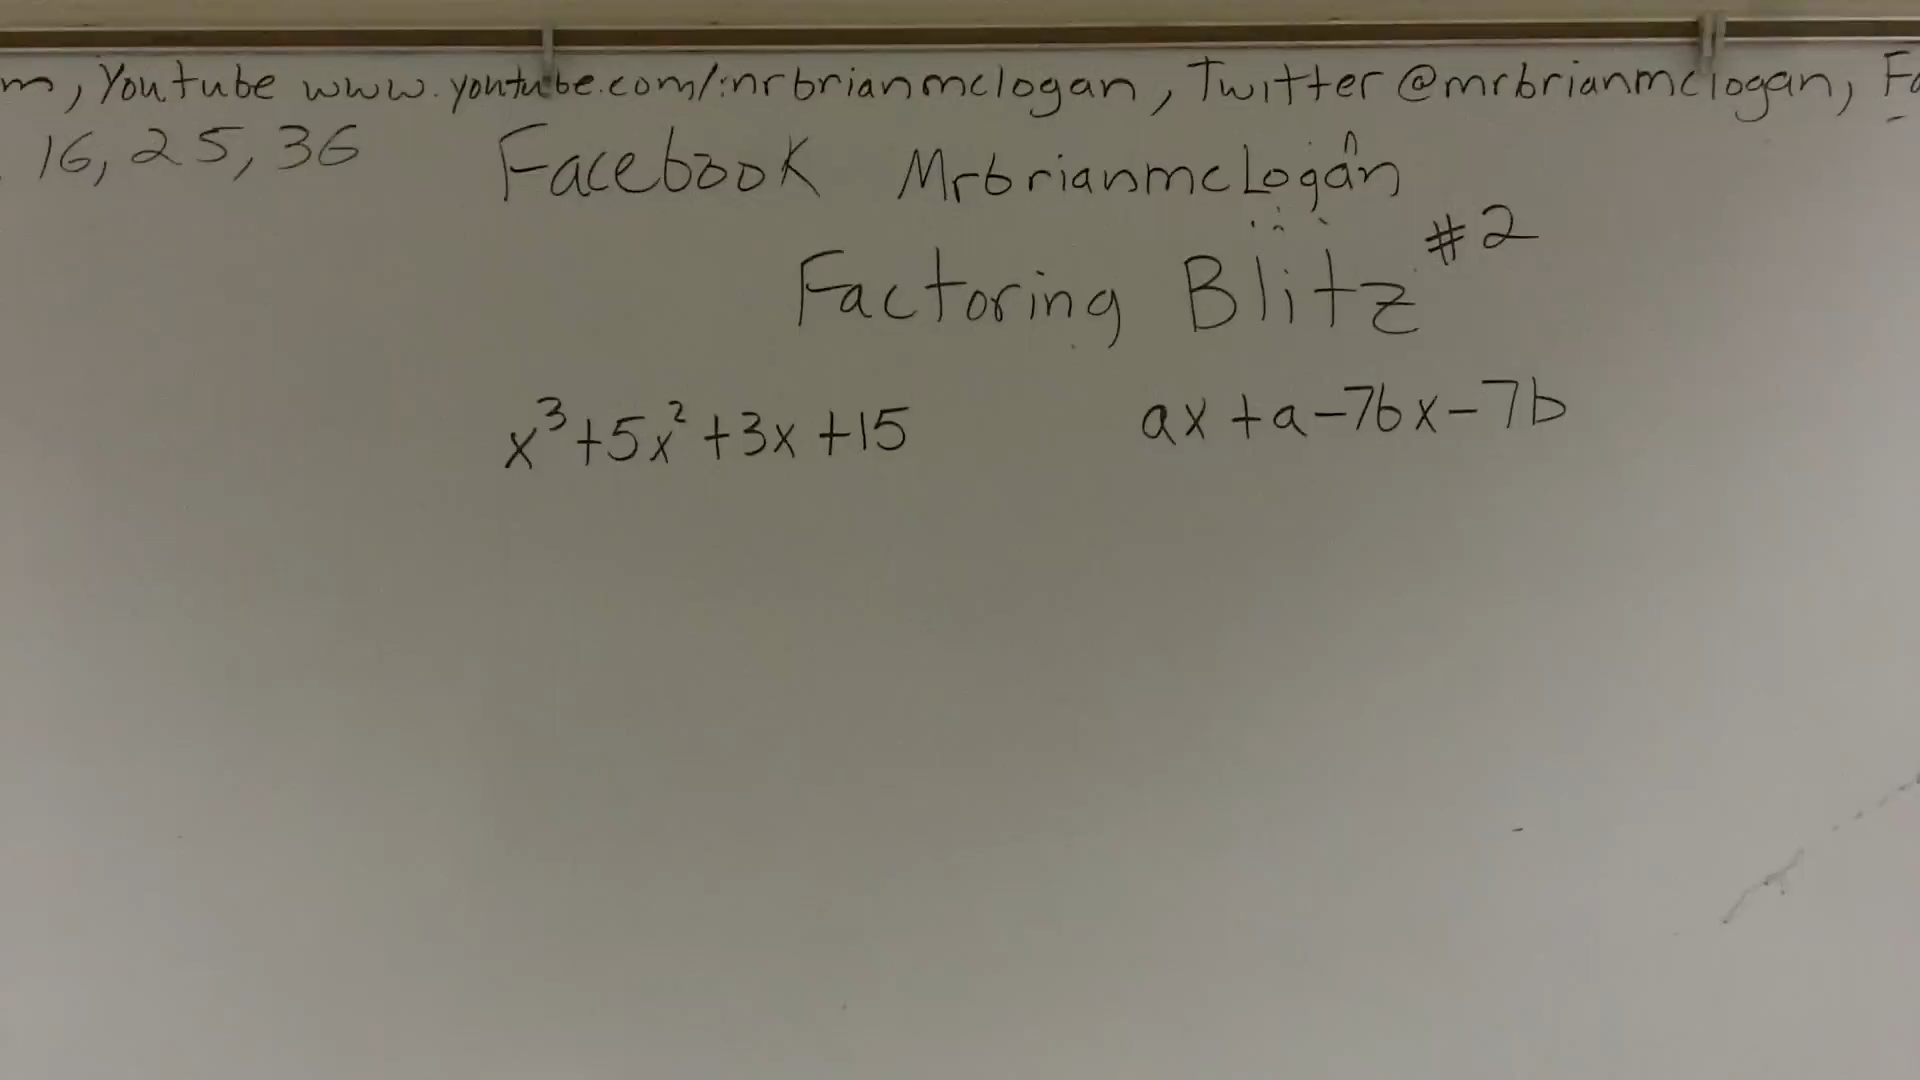 m, Youtube www.youtube.com/mrbrianmclogan, Twitter @mrbrianmclogan, Fa
16, 25, 36
Facebook MrbrianmcLogan
Factoring Blitz #2
x³+5x²+3x+15
ax+a-7bx-7b